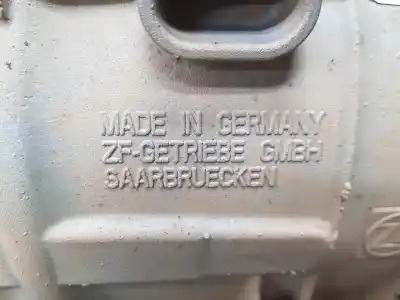 MADE IN GERMANY
ZF-GETRIEBE GMBH
SAARBRUECKEN